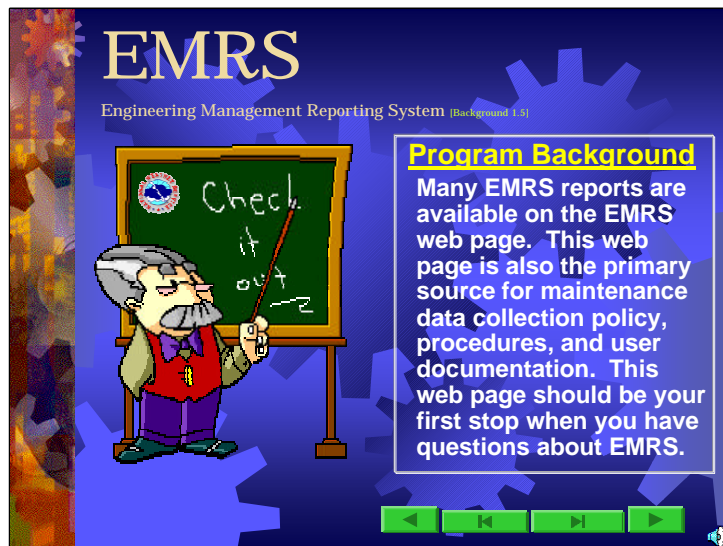 EMRS
Engineering Management Reporting System [Background 1.5]
Check
it
out
Program Background
Many EMRS reports are
available on the EMRS
web page.  This web
page is also the primary
source for maintenance
data collection policy,
procedures, and user
documentation.  This
web page should be your
first stop when you have
questions about EMRS.